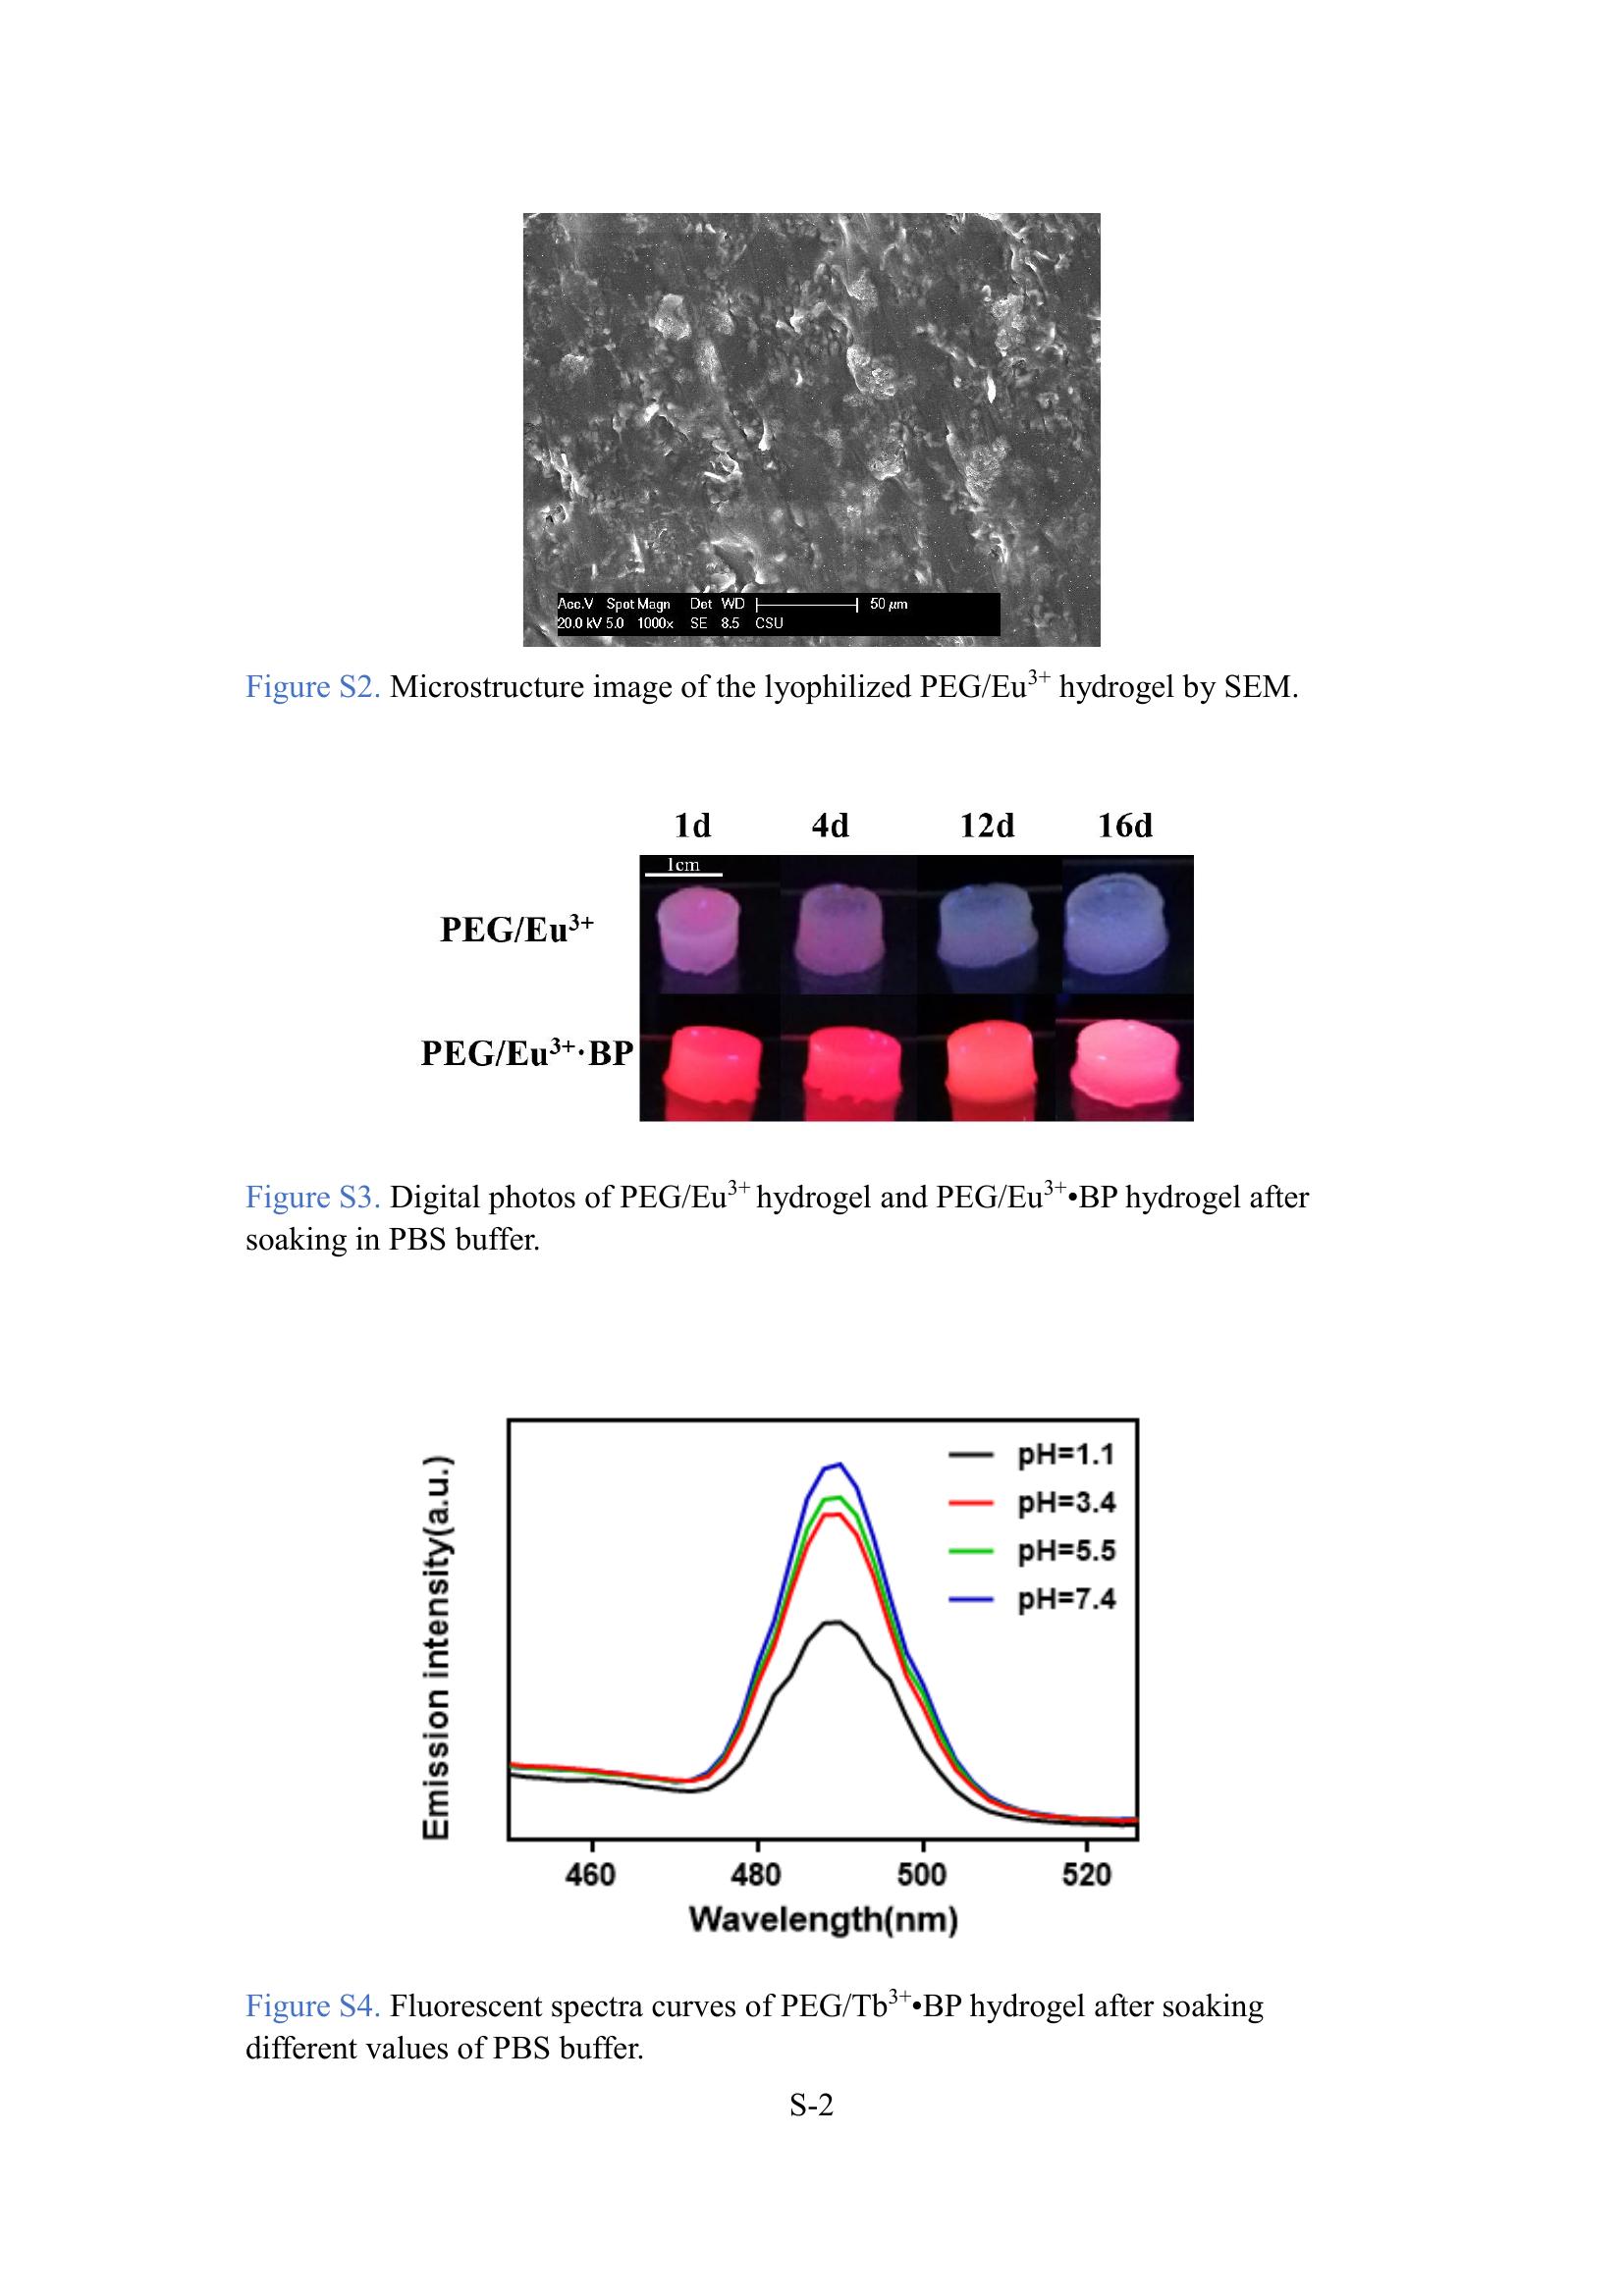 Acc.V Spot Magn Det WD 50 µm
20.0 kV 5.0 1000x SE 8.5 CSU
Figure S2. Microstructure image of the lyophilized PEG/Eu³⁺ hydrogel by SEM.
1d 4d 12d 16d
1cm
PEG/Eu³⁺
PEG/Eu³⁺·BP
Figure S3. Digital photos of PEG/Eu³⁺ hydrogel and PEG/Eu³⁺•BP hydrogel after
soaking in PBS buffer.
Emission intensity(a.u.)
pH=1.1
pH=3.4
pH=5.5
pH=7.4
460 480 500 520
Wavelength(nm)
Figure S4. Fluorescent spectra curves of PEG/Tb³⁺•BP hydrogel after soaking
different values of PBS buffer.
S-2